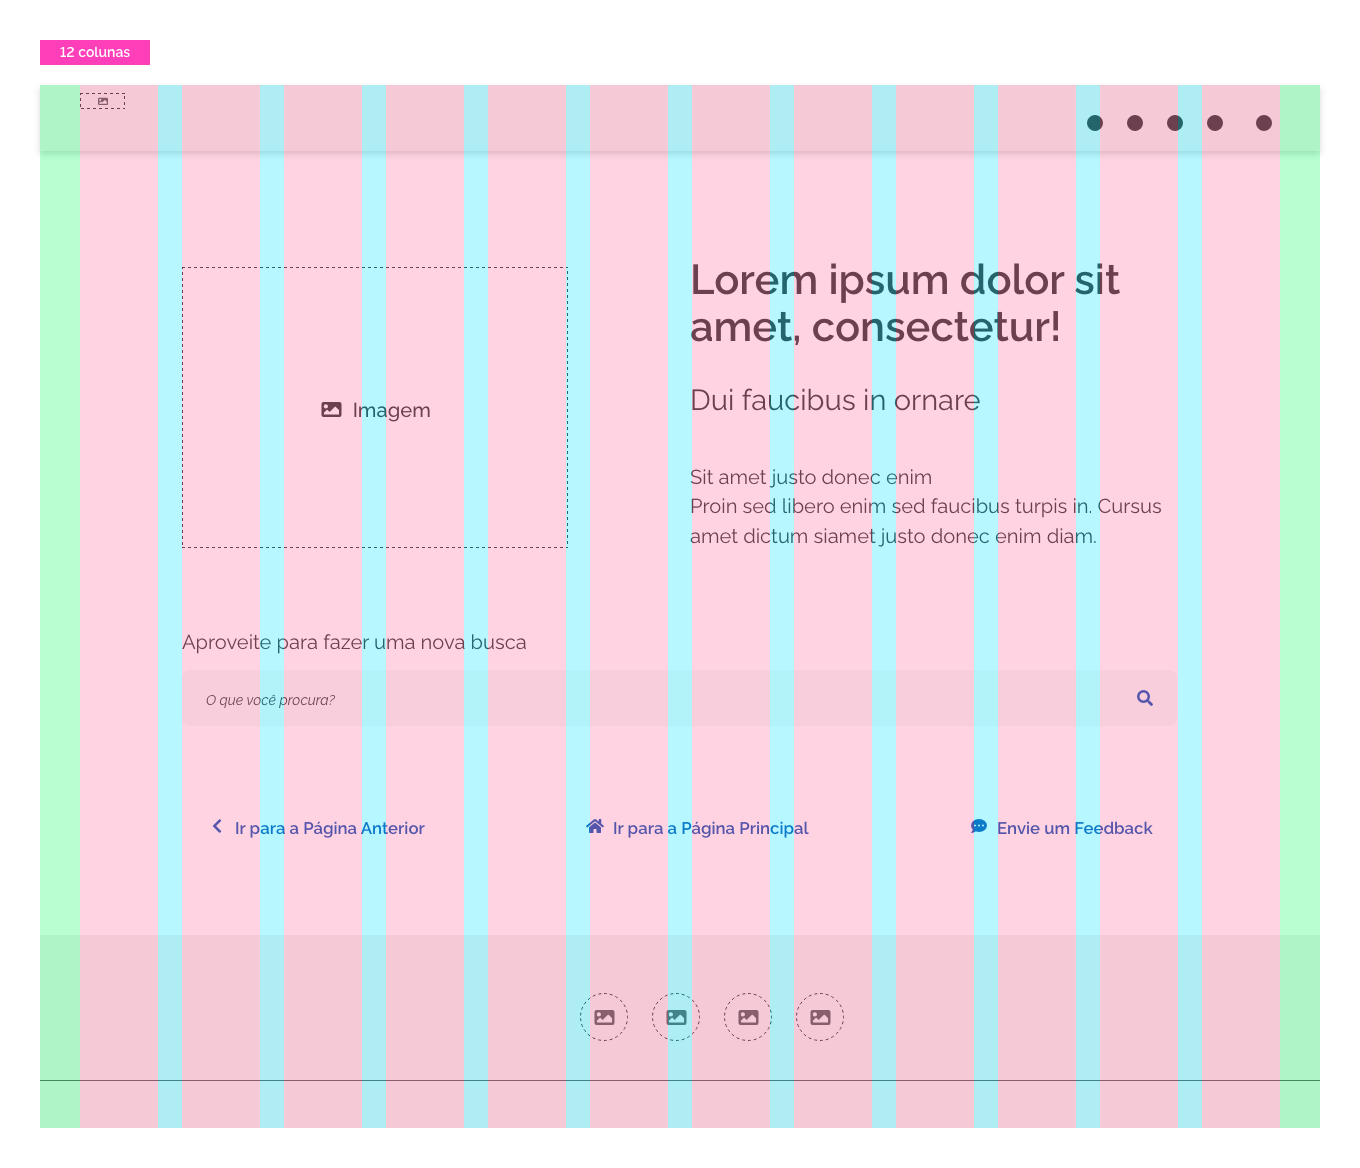 12 colunas
Lorem ipsum dolor sit
amet, consectetur!
Imagem
Dui faucibus in ornare
Sit amet justo donec enim
Proin sed libero enim sed faucibus turpis in. Cursus
amet dictum siamet justo donec enim diam.
Aproveite para fazer uma nova busca
O que você procura?
Ir para a Página Anterior
Ir para a Página Principal
Envie um Feedback